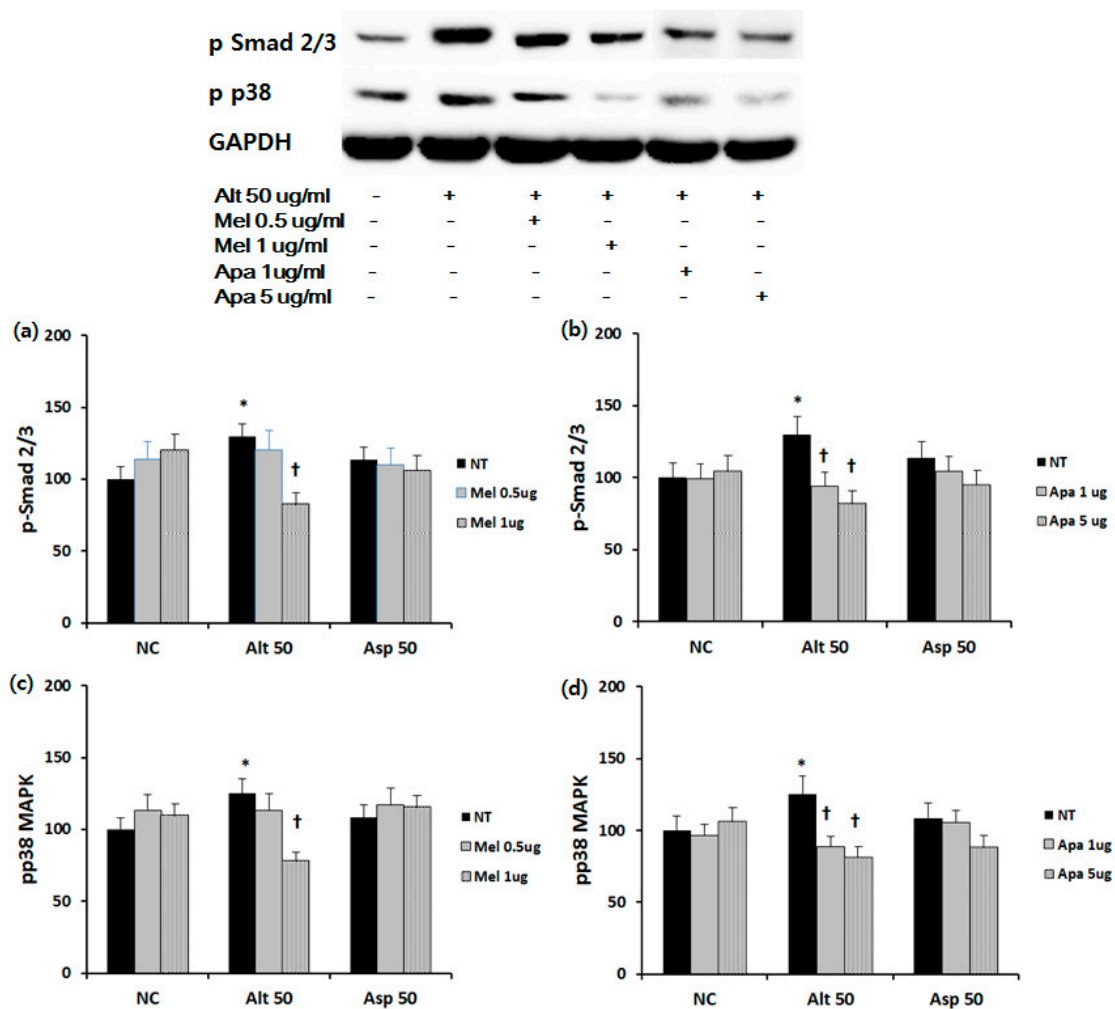 p Smad 2/3
p p38
GAPDH
Alt 50 ug/ml - + + + + +
Mel 0.5 ug/ml - - + - - -
Mel 1 ug/ml - - - + - -
Apa 1ug/ml - - - - + -
Apa 5 ug/ml - - - - - +
(a)
200
150
100
50
0
p-Smad 2/3
*
†
NC Alt 50 Asp 50
NT
Mel 0.5ug
Mel 1ug
(b)
200
150
100
50
0
p-Smad 2/3
*
† †
NC Alt 50 Asp 50
NT
Apa 1 ug
Apa 5 ug
(c)
200
150
100
50
0
pp38 MAPK
*
†
NC Alt 50 Asp 50
NT
Mel 0.5ug
Mel 1ug
(d)
200
150
100
50
0
pp38 MAPK
*
† †
NC Alt 50 Asp 50
NT
Apa 1ug
Apa 5ug